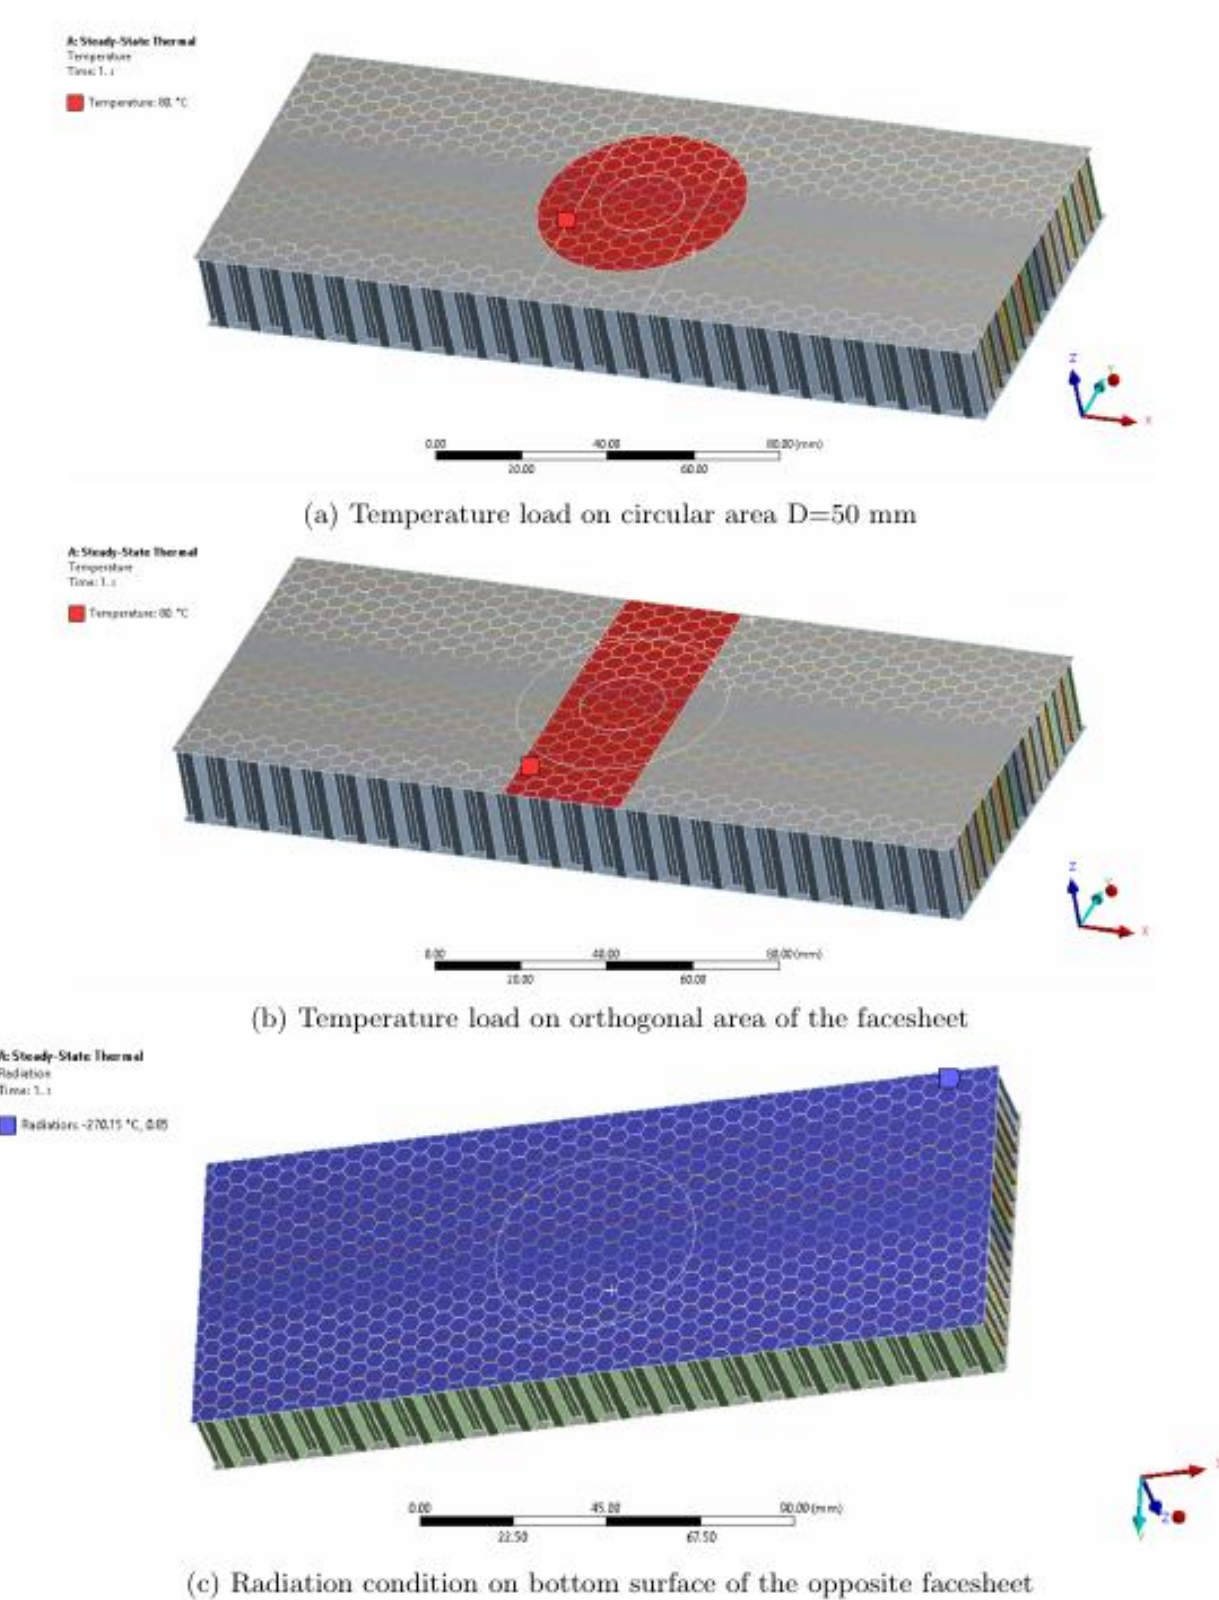 A: Steady-State Thermal
Temperature
Time: 1. s
Temperature: 80. °C
Z
Y
X
0.00 40.00 80.00 (mm)
20.00 60.00
(a) Temperature load on circular area D=50 mm
A: Steady-State Thermal
Temperature
Time: 1. s
Temperature: 80. °C
Z
Y
X
0.00 40.00 80.00 (mm)
20.00 60.00
(b) Temperature load on orthogonal area of the facesheet
A: Steady-State Thermal
Radiation
Time: 1. s
Radiation: -270.15 °C, 0.85
Z
0.00 45.00 90.00 (mm)
22.50 67.50
(c) Radiation condition on bottom surface of the opposite facesheet